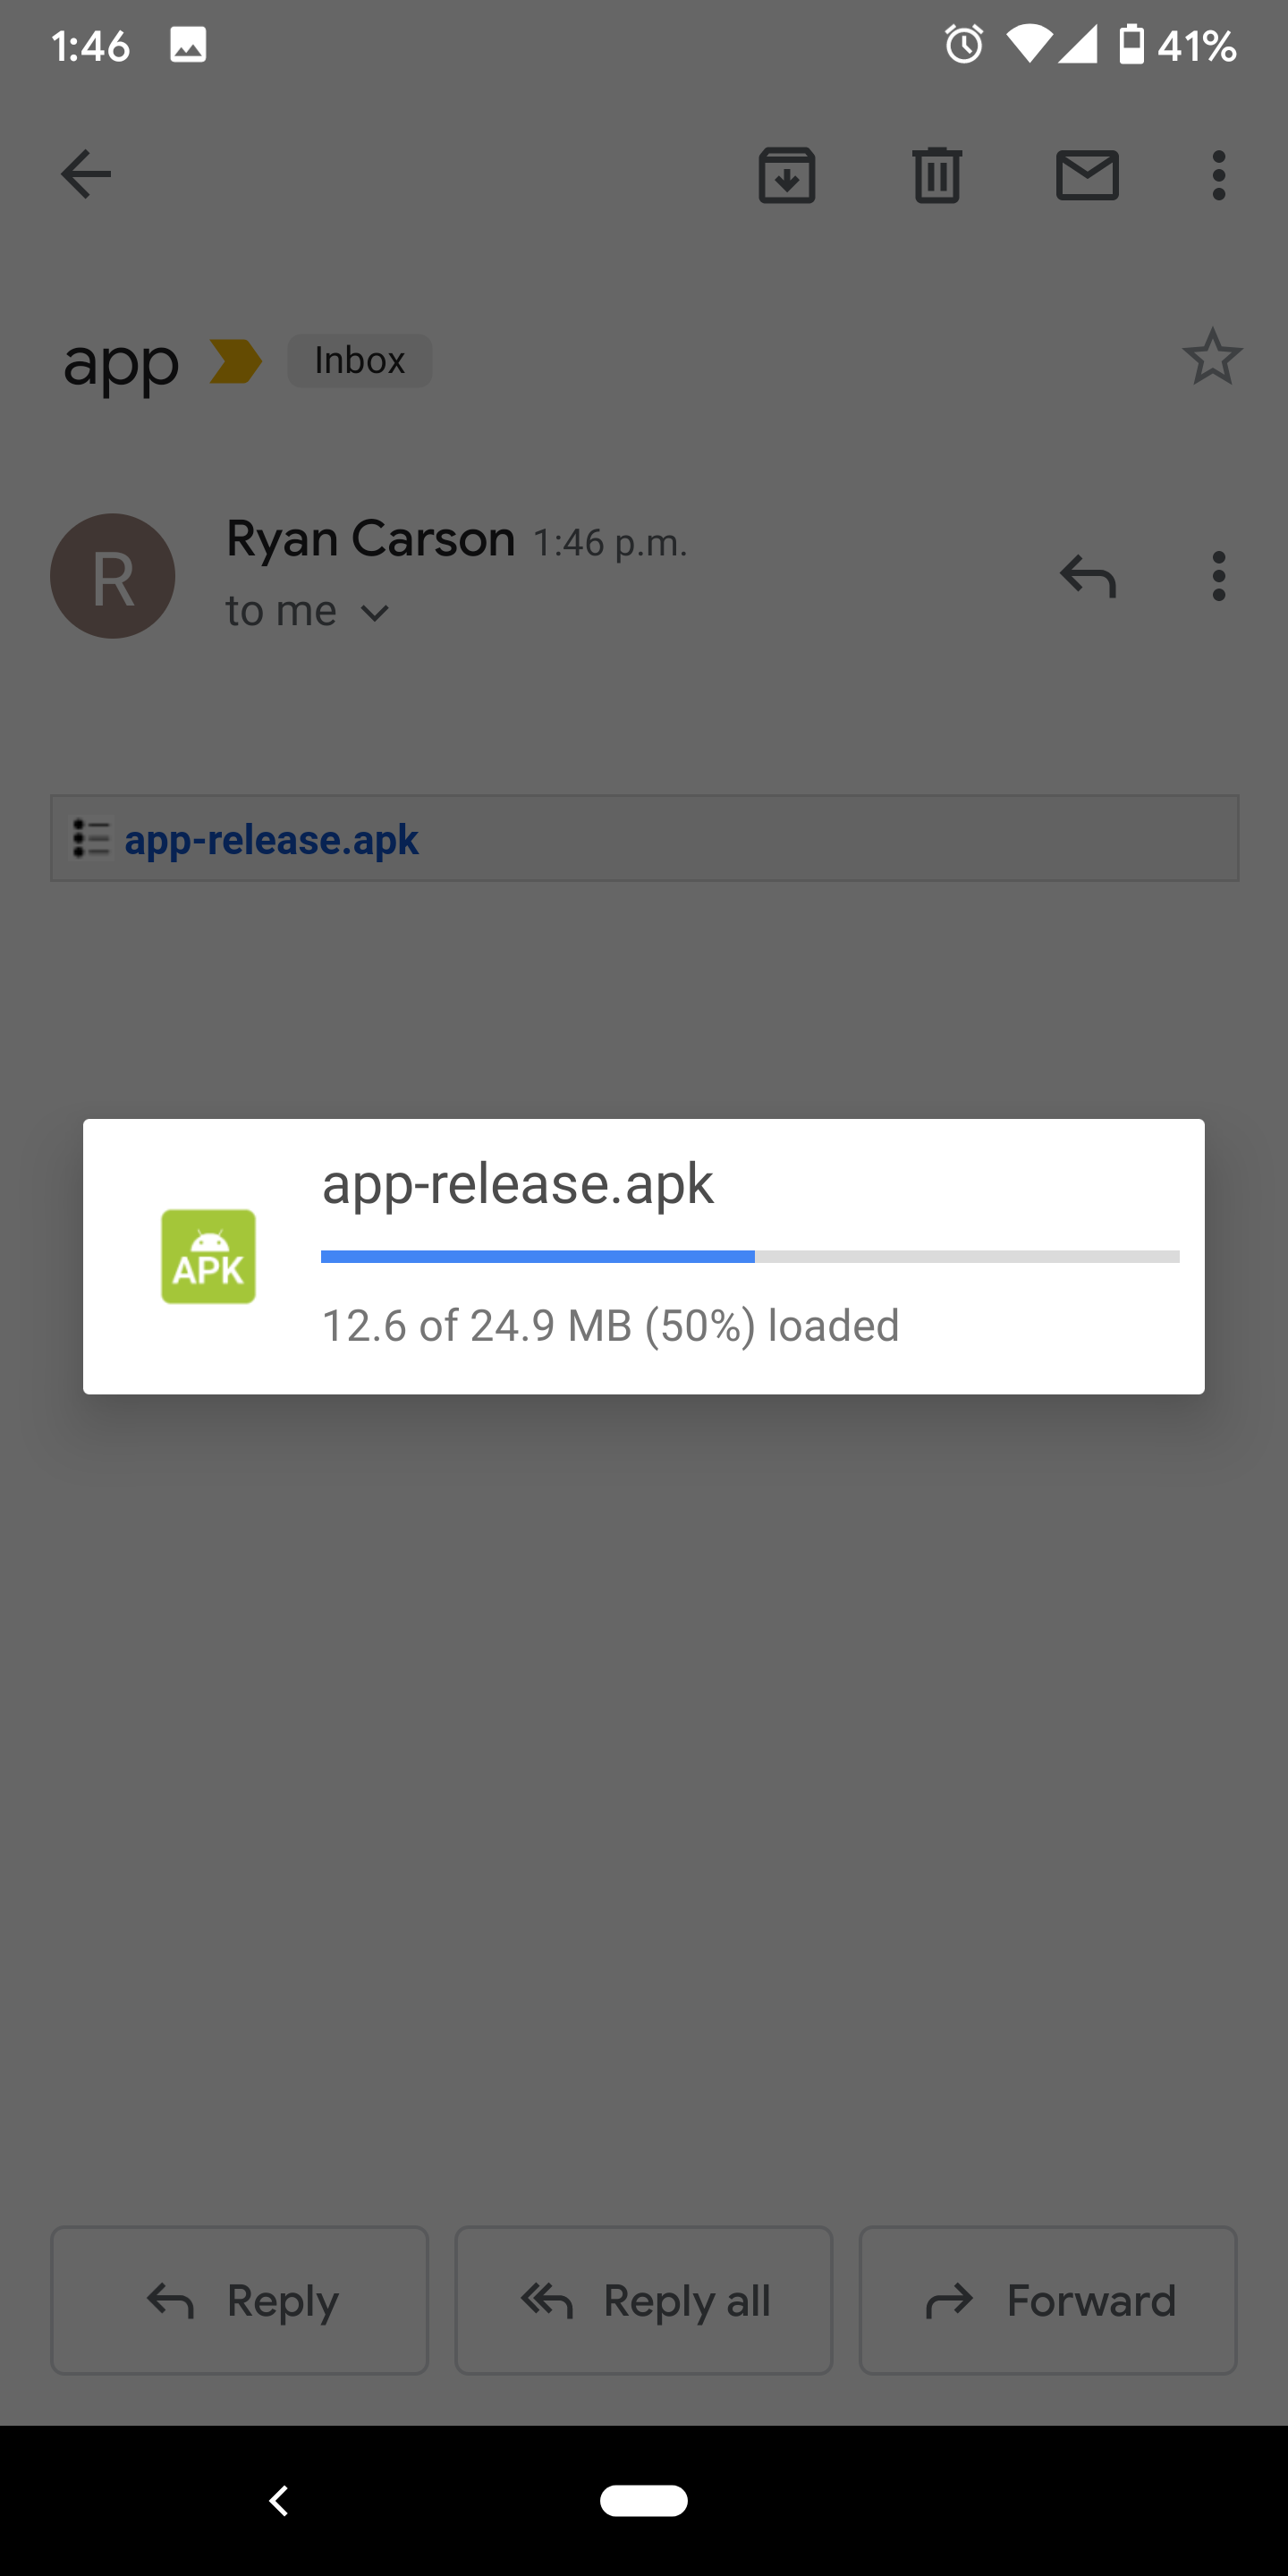 1:46 41%
app Inbox
R Ryan Carson 1:46 p.m.
to me
app-release.apk
app-release.apk
APK
12.6 of 24.9 MB (50%) loaded
Reply Reply all Forward